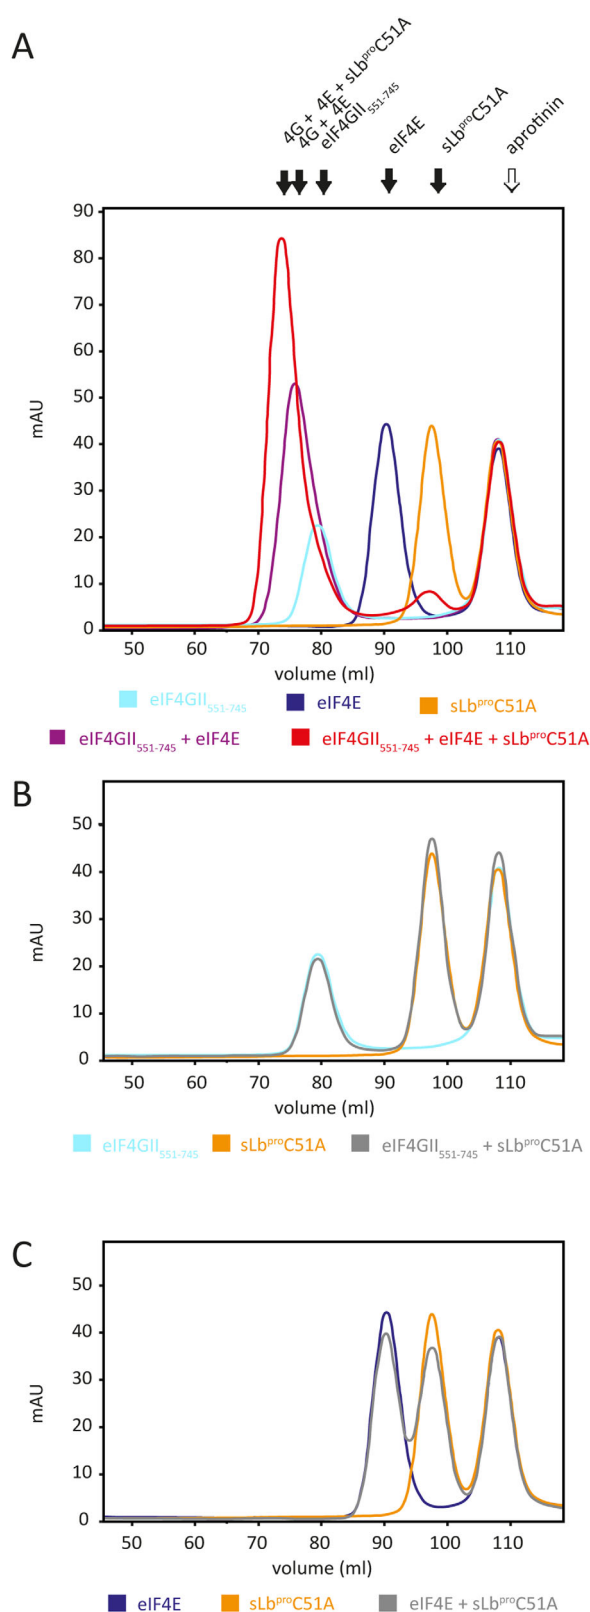 A
4G + 4E + sLbproC51A
4G + 4E
eIF4GII551-745
eIF4E
sLbproC51A
aprotinin
90
80
70
60
50
40
30
20
10
0
mAU
50 60 70 80 90 100 110
volume (ml)
eIF4GII551-745 eIF4E sLbproC51A
eIF4GII551-745 + eIF4E eIF4GII551-745 + eIF4E + sLbproC51A
B
50
40
30
20
10
0
mAU
50 60 70 80 90 100 110
volume (ml)
eIF4GII551-745 sLbproC51A eIF4GII551-745 + sLbproC51A
C
50
40
30
20
10
0
mAU
50 60 70 80 90 100 110
volume (ml)
eIF4E sLbproC51A eIF4E + sLbproC51A